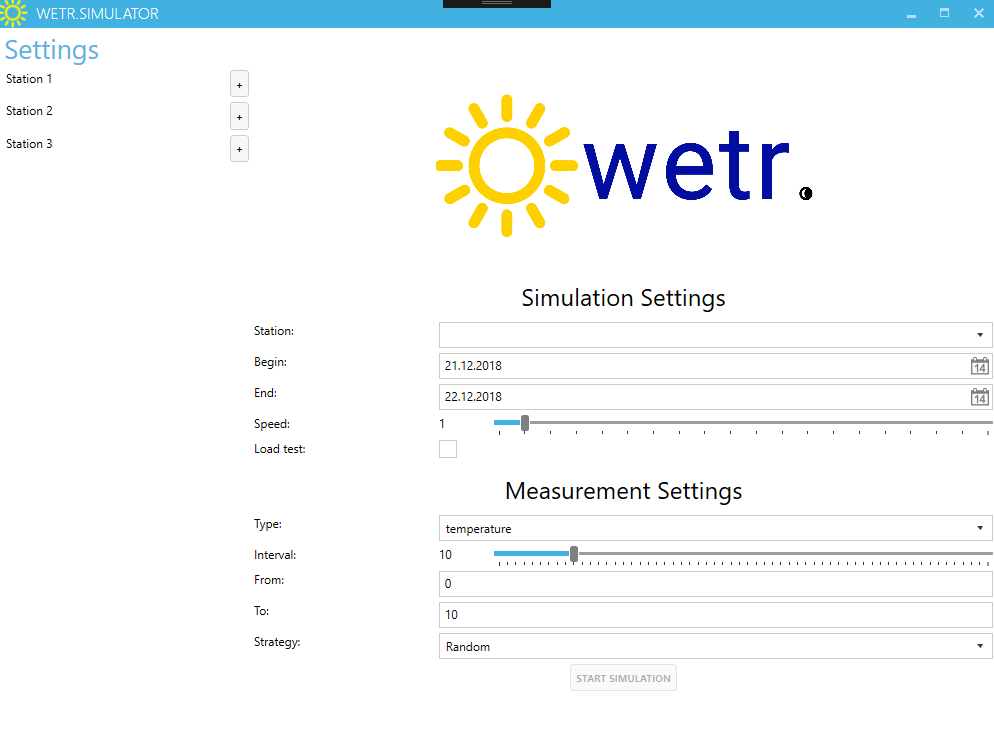 WETR.SIMULATOR
Settings
Station 1 +
Station 2 +
Station 3 +
wetr.
Simulation Settings
Station:
Begin: 21.12.2018 14
End: 22.12.2018 14
Speed: 1
Load test:
Measurement Settings
Type: temperature
Interval: 10
From: 0
To: 10
Strategy: Random
START SIMULATION